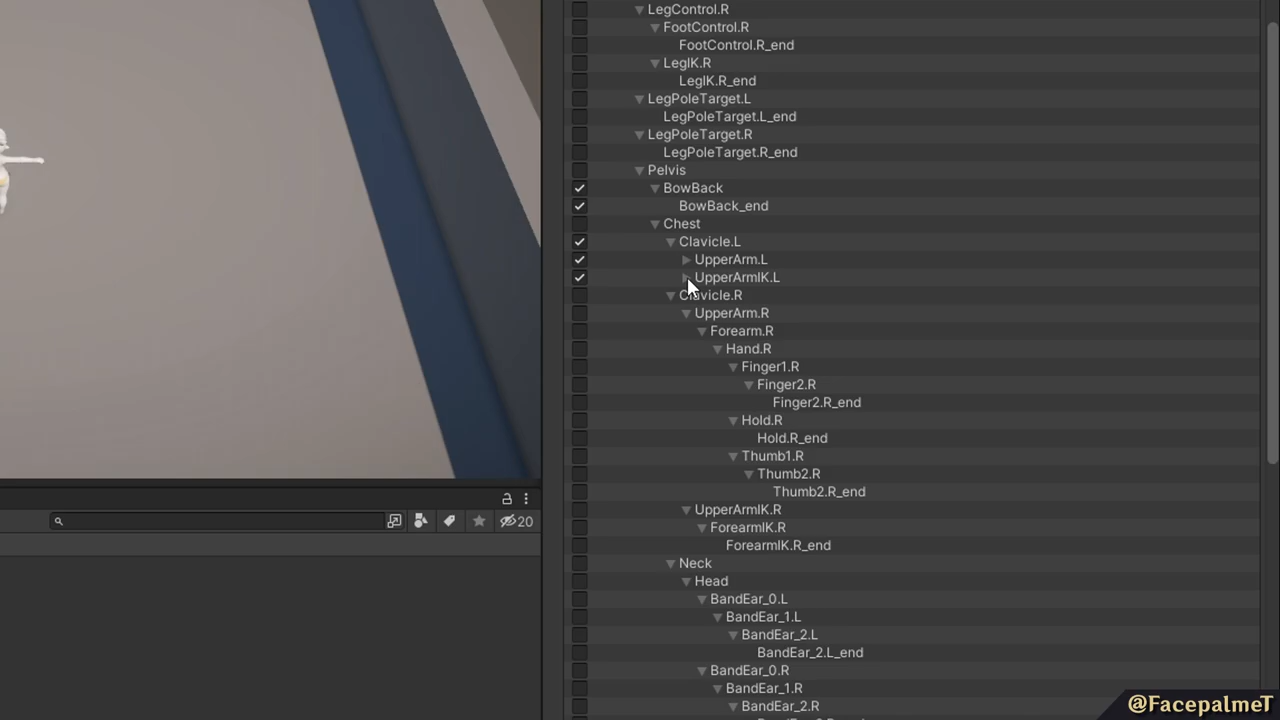 LegControl.R
FootControl.R
FootControl.R_end
LegIK.R
LegIK.R_end
LegPoleTarget.L
LegPoleTarget.L_end
LegPoleTarget.R
LegPoleTarget.R_end
Pelvis
BowBack
BowBack_end
Chest
Clavicle.L
UpperArm.L
UpperArmIK.L
Clavicle.R
UpperArm.R
Forearm.R
Hand.R
Finger1.R
Finger2.R
Finger2.R_end
Hold.R
Hold.R_end
Thumb1.R
Thumb2.R
Thumb2.R_end
UpperArmIK.R
ForearmIK.R
ForearmIK.R_end
Neck
Head
BandEar_0.L
BandEar_1.L
BandEar_2.L
BandEar_2.L_end
BandEar_0.R
BandEar_1.R
BandEar_2.R
20
@FacepalmeT